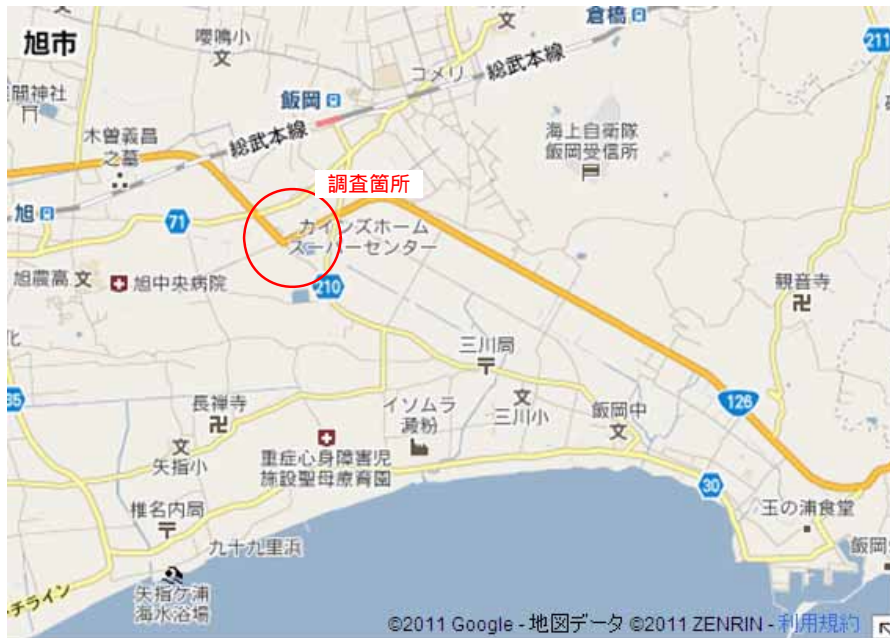 旭市
嚶鳴小
文
文
倉橋
211
コメリ
総武本線
間神社
飯岡
木曽義昌
之墓
総武本線
海上自衛隊
飯岡受信所
調査箇所
旭
71
カインズホーム
スーパーセンター
旭農高 文
旭中央病院
210
観音寺
卍
化
三川局
〒
35
長禅寺
卍
イソムラ
澱粉
文
三川小
飯岡中
文
126
文
矢指小
重症心身障害児
施設聖母療育園
30
椎名内局
〒
玉の浦食堂
九十九里浜
飯岡
矢指ケ浦
海水浴場
チライン
©2011 Google - 地図データ ©2011 ZENRIN - 利用規約